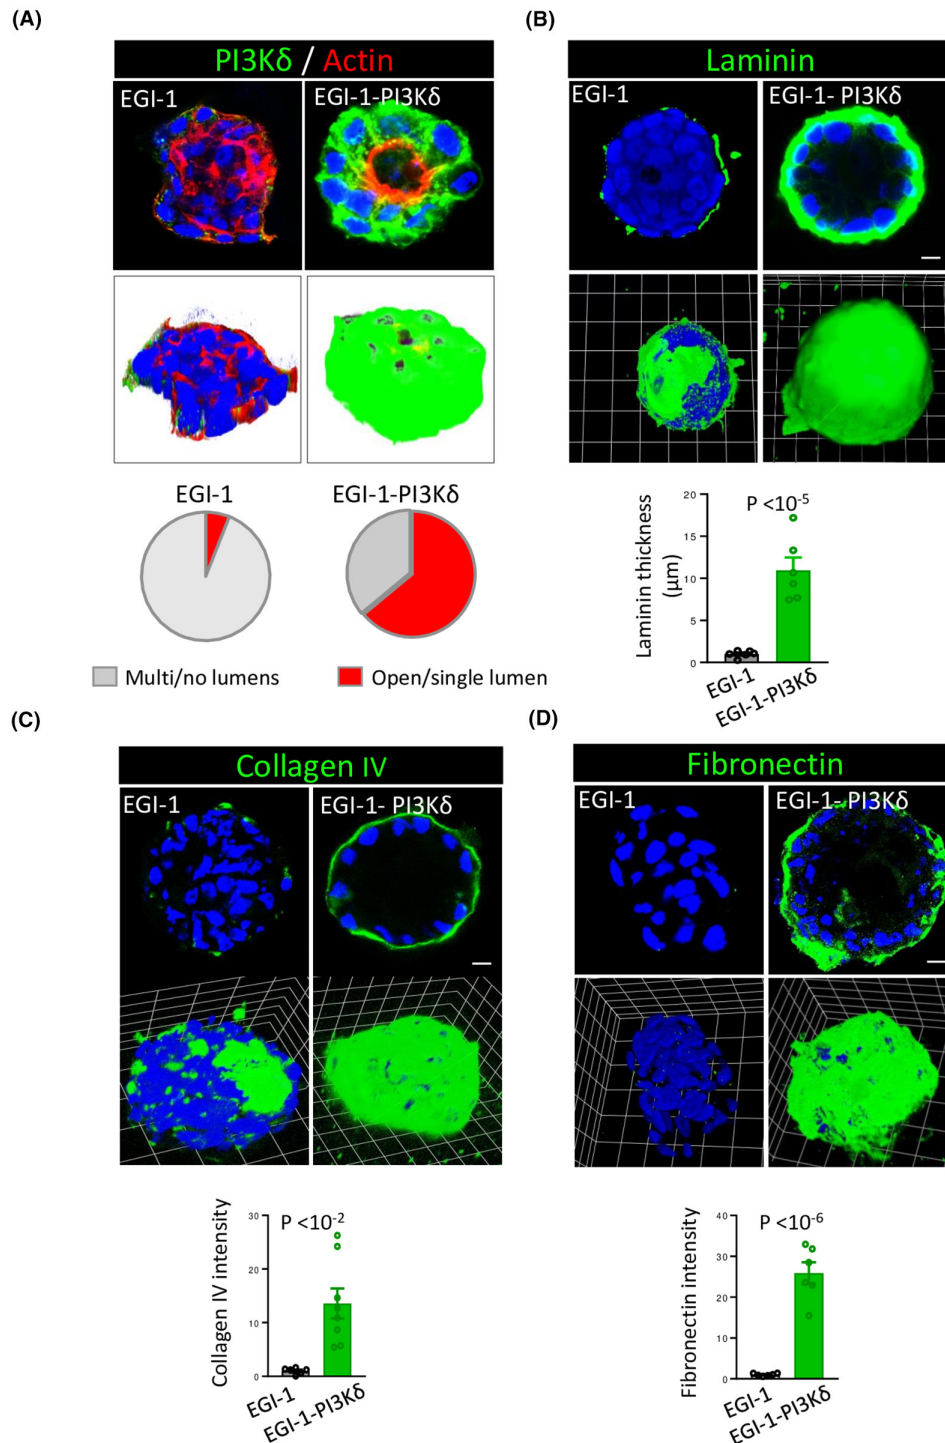 (A)
PI3Kδ / Actin
EGI-1
EGI-1-PI3Kδ
EGI-1
EGI-1-PI3Kδ
Multi/no lumens
Open/single lumen
(B)
Laminin
EGI-1
EGI-1- PI3Kδ
P <10-5
Laminin thickness
(μm)
20
15
10
5
0
EGI-1
EGI-1-PI3Kδ
(C)
Collagen IV
EGI-1
EGI-1- PI3Kδ
P <10-2
Collagen IV intensity
30
20
10
0
EGI-1
EGI-1-PI3Kδ
(D)
Fibronectin
EGI-1
EGI-1- PI3Kδ
P <10-6
Fibronectin intensity
40
30
20
10
0
EGI-1
EGI-1-PI3Kδ